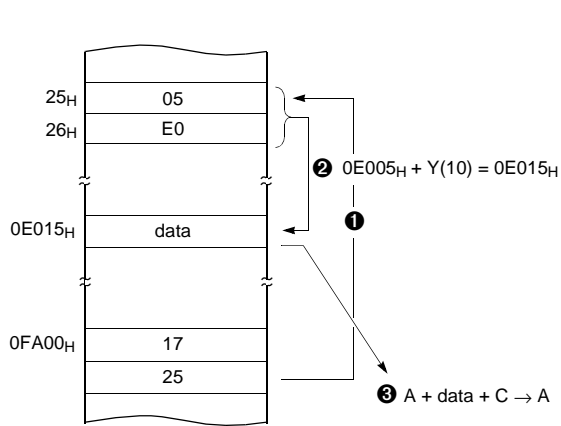 25H 05
26H E0
❷ 0E005H + Y(10) = 0E015H
0E015H data
❶
0FA00H 17
25
❸ A + data + C → A